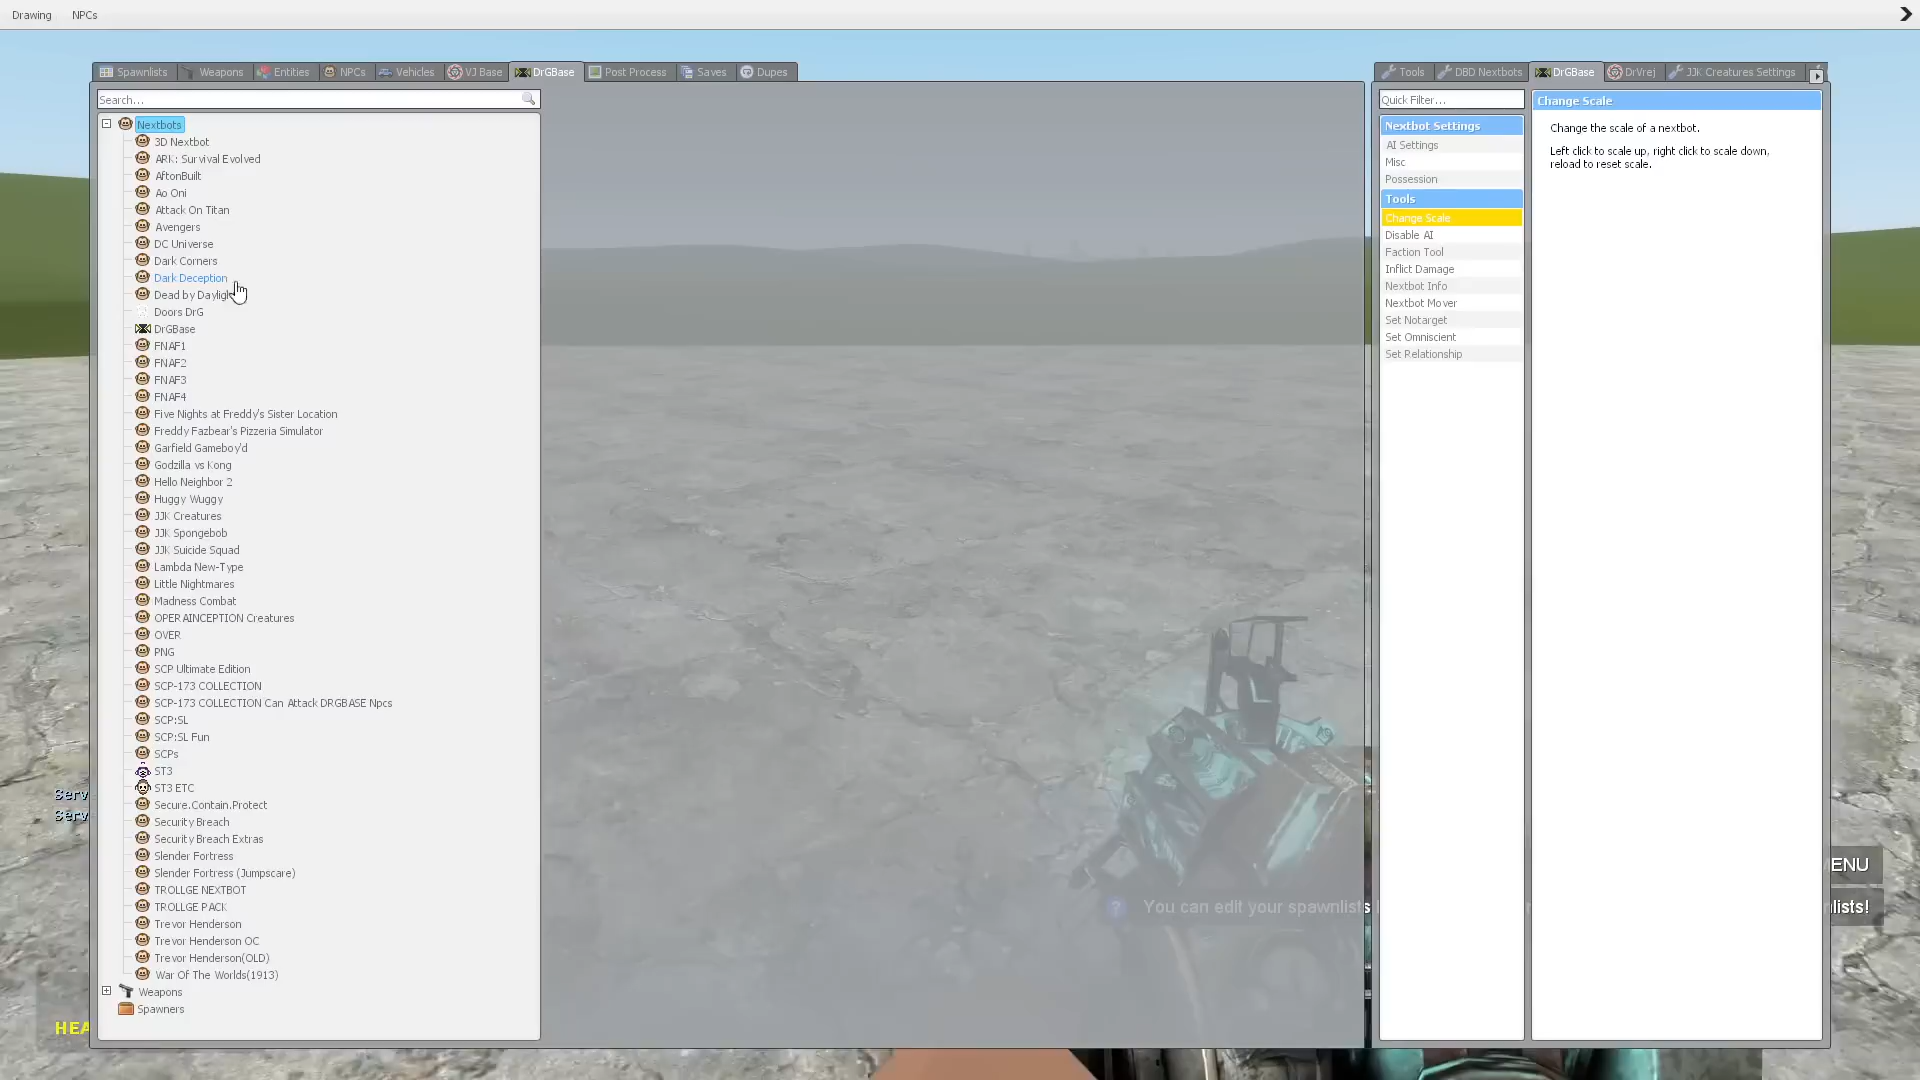 Drawing NPCs
Spawnlists Weapons Entities NPCs Vehicles VJ Base DrGBase Post Process Saves Dupes
Search...
Nextbots
3D Nextbot
ARK: Survival Evolved
AftonBuilt
Ao Oni
Attack On Titan
Avengers
DC Universe
Dark Corners
Dark Deception
Dead by
Doors DrG
DrGBase
FNAF1
FNAF2
FNAF3
FNAF4
Five Nights at Freddy's Sister Location
Freddy Fazbear's Pizzeria Simulator
Garfield Gameboy'd
Godzilla vs Kong
Hello Neighbor 2
Huggy Wuggy
JJK Creatures
JJK Spongebob
JJK Suicide Squad
Lambda New-Type
Little Nightmares
Madness Combat
OPERAINCEPTION Creatures
OVER
PNG
SCP Ultimate Edition
SCP-173 COLLECTION
SCP-173 COLLECTION Can Attack DRGBASE Npcs
SCP:SL
SCP:SL Fun
SCPs
ST3
ST3 ETC
Secure.Contain.Protect
Security Breach
Security Breach Extras
Slender Fortress
Slender Fortress (Jumpscare)
TROLLGE NEXTBOT
TROLLGE PACK
Trevor Henderson
Trevor Henderson OC
Trevor Henderson(OLD)
War Of The Worlds(1913)
Weapons
Spawners
Serv
Serv
HEA
You can edit your spawnlists
Tools DBD Nextbots DrGBase DrVrej JJK Creatures Settings
Quick Filter...
Nextbot Settings
AI Settings
Misc
Possession
Tools
Change Scale
Disable AI
Faction Tool
Inflict Damage
Nextbot Info
Nextbot Mover
Set Notarget
Set Omniscient
Set Relationship
Change Scale
Change the scale of a nextbot.
Left click to scale up, right click to scale down,
reload to reset scale.
ENU
lists!